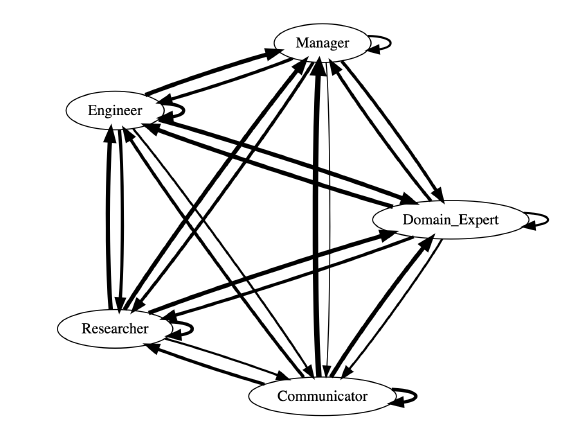 Manager
Engineer
Domain_Expert
Researcher
Communicator